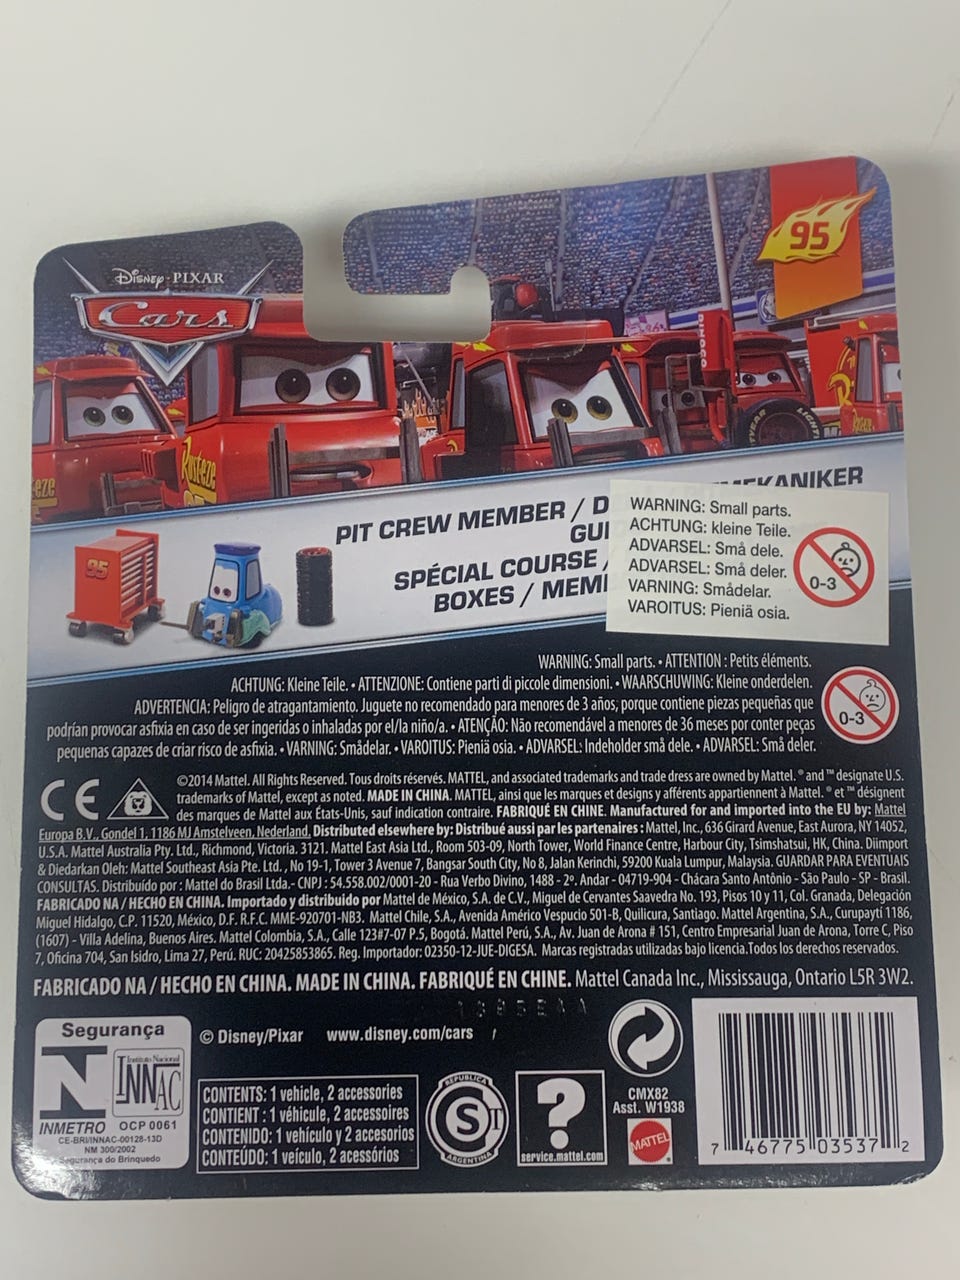 95
Disney·PIXAR
Cars
DINOCO
Rust-eze
eze
PIT CREW MEMBER / D
EMEKANIKER
GUI
SPÉCIAL COURSE /
BOXES / MEM
95
WARNING: Small parts.
ACHTUNG: kleine Teile.
ADVARSEL: Små dele.
ADVARSEL: Små deler.
VARNING: Smådelar.
VAROITUS: Pieniä osia.
0-3
WARNING: Small parts. • ATTENTION : Petits éléments.
ACHTUNG: Kleine Teile. • ATTENZIONE: Contiene parti di piccole dimensioni. • WAARSCHUWING: Kleine onderdelen.
ADVERTENCIA: Peligro de atragantamiento. Juguete no recomendado para menores de 3 años, porque contiene piezas pequeñas que
podrían provocar asfixia en caso de ser ingeridas o inhaladas por el/la niño/a. • ATENÇÃO: Não recomendável a menores de 36 meses por conter peças
pequenas capazes de criar risco de asfixia. • VARNING: Smådelar. • VAROITUS: Pieniä osia. • ADVARSEL: Indeholder små dele. • ADVARSEL: Små deler.
0-3
CE
©2014 Mattel. All Rights Reserved. Tous droits réservés. MATTEL, and associated trademarks and trade dress are owned by Mattel. ® and ™ designate U.S.
trademarks of Mattel, except as noted. MADE IN CHINA. MATTEL, ainsi que les marques et designs y afférents appartiennent à Mattel. ® et ™ désignent
des marques de Mattel aux États-Unis, sauf indication contraire. FABRIQUÉ EN CHINE. Manufactured for and imported into the EU by: Mattel
Europa B.V., Gondel 1, 1186 MJ Amstelveen, Nederland. Distributed elsewhere by: Distribué aussi par les partenaires : Mattel, Inc., 636 Girard Avenue, East Aurora, NY 14052,
U.S.A. Mattel Australia Pty. Ltd., Richmond, Victoria. 3121. Mattel East Asia Ltd., Room 503-09, North Tower, World Finance Centre, Harbour City, Tsimshatsui, HK, China. Diimport
& Diedarkan Oleh: Mattel Southeast Asia Pte. Ltd. , No 19-1, Tower 3 Avenue 7, Bangsar South City, No 8, Jalan Kerinchi, 59200 Kuala Lumpur, Malaysia. GUARDAR PARA EVENTUAIS
CONSULTAS. Distribuído por : Mattel do Brasil Ltda.- CNPJ : 54.558.002/0001-20 - Rua Verbo Divino, 1488 - 2º. Andar - 04719-904 - Chácara Santo Antônio - São Paulo - SP - Brasil.
FABRICADO NA / HECHO EN CHINA. Importado y distribuido por Mattel de México, S.A. de C.V., Miguel de Cervantes Saavedra No. 193, Pisos 10 y 11, Col. Granada, Delegación
Miguel Hidalgo, C.P. 11520, México, D.F. R.F.C. MME-920701-NB3. Mattel Chile, S.A., Avenida Américo Vespucio 501-B, Quilicura, Santiago. Mattel Argentina, S.A., Curupaytí 1186,
(1607) - Villa Adelina, Buenos Aires. Mattel Colombia, S.A., Calle 123#7-07 P.5, Bogotá. Mattel Perú, S.A., Av. Juan de Arona # 151, Centro Empresarial Juan de Arona, Torre C, Piso
7, Oficina 704, San Isidro, Lima 27, Perú. RUC: 20425853865. Reg. Importador: 02350-12-JUE-DIGESA. Marcas registradas utilizadas bajo licencia.Todos los derechos reservados.
FABRICADO NA / HECHO EN CHINA. MADE IN CHINA. FABRIQUÉ EN CHINE. Mattel Canada Inc., Mississauga, Ontario L5R 3W2.
Segurança
Instituto Nacional
INNAC
INMETRO OCP 0061
CE-BRI/INNAC-00128-13D
NM 300/2002
Segurança do Brinquedo
© Disney/Pixar www.disney.com/cars
CONTENTS: 1 vehicle, 2 accessories
CONTENT : 1 véhicule, 2 accessoires
CONTENIDO: 1 vehículo y 2 accesorios
CONTEÚDO: 1 veículo, 2 acessórios
REPUBLICA
S T
ARGENTINA
?
service.mattel.com
CMX82
Asst. W1938
MATTEL
7 46775 03537 2